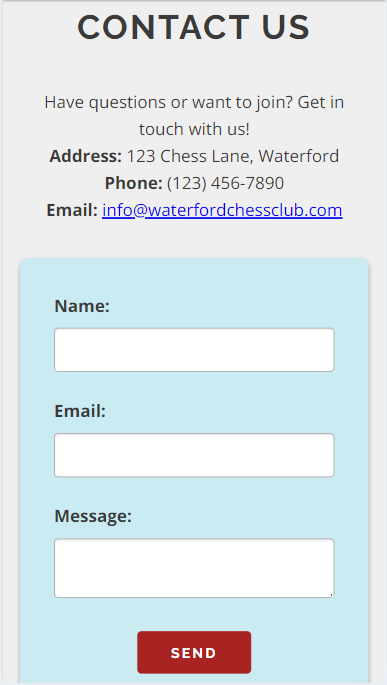 CONTACT US
Have questions or want to join? Get in
touch with us!
Address: 123 Chess Lane, Waterford
Phone: (123) 456-7890
Email: info@waterfordchessclub.com
Name:
Email:
Message:
SEND